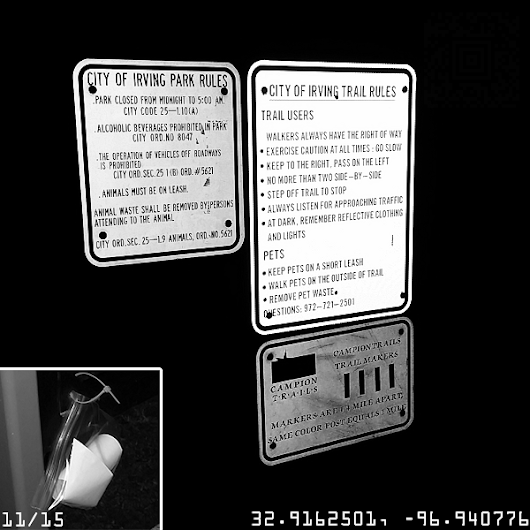 CITY OF IRVING PARK RULES
.PARK CLOSED FROM MIDNIGHT TO 5:00 AM.
CITY CODE 25-1.10(A)
.ALCOHOLIC BEVERAGES PROHIBITED IN PARK
CITY ORD.NO 8047
.THE OPERATION OF VEHICLES OFF ROADWAYS
IS PROHIBITED.
CITY ORD.SEC.25 1(B) ORD.#5621
.ANIMALS MUST BE ON LEASH.
ANIMAL WASTE SHALL BE REMOVED BY PERSONS
ATTENDING TO THE ANIMAL
CITY ORD.SEC. 25-1.9 ANIMALS, ORD.NO.5621
CITY OF IRVING TRAIL RULES
TRAIL USERS
WALKERS ALWAYS HAVE THE RIGHT OF WAY
• EXERCISE CAUTION AT ALL TIMES : GO SLOW
• KEEP TO THE RIGHT, PASS ON THE LEFT
• NO MORE THAN TWO SIDE-BY-SIDE
• STEP OFF TRAIL TO STOP
• ALWAYS LISTEN FOR APPROACHING TRAFFIC
• AT DARK, REMEMBER REFLECTIVE CLOTHING
AND LIGHTS
PETS
• KEEP PETS ON A SHORT LEASH
• WALK PETS ON THE OUTSIDE OF TRAIL
• REMOVE PET WASTE
QUESTIONS: 972-721-2501
CAMPION
T·R·A·I·L·S
CAMPION TRAILS
TRAIL MAKERS
MARKERS ARE 1/4 MILE APART,
SAME COLOR POST EQUALS 1 MILE
11/15
32.9162501, -96.940776